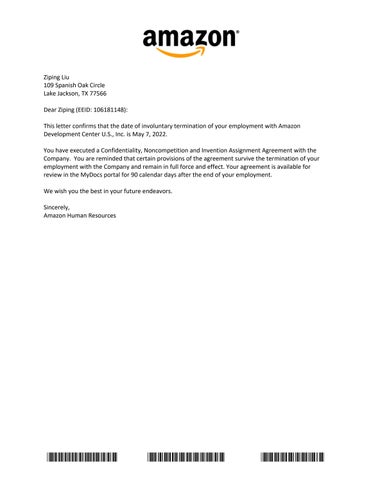 amazon
Ziping Liu
109 Spanish Oak Circle
Lake Jackson, TX 77566
Dear Ziping (EEID: 106181148):
This letter confirms that the date of involuntary termination of your employment with Amazon
Development Center U.S., Inc. is May 7, 2022.
You have executed a Confidentiality, Noncompetition and Invention Assignment Agreement with the
Company.  You are reminded that certain provisions of the agreement survive the termination of your
employment with the Company and remain in full force and effect. Your agreement is available for
review in the MyDocs portal for 90 calendar days after the end of your employment.
We wish you the best in your future endeavors.
Sincerely,
Amazon Human Resources